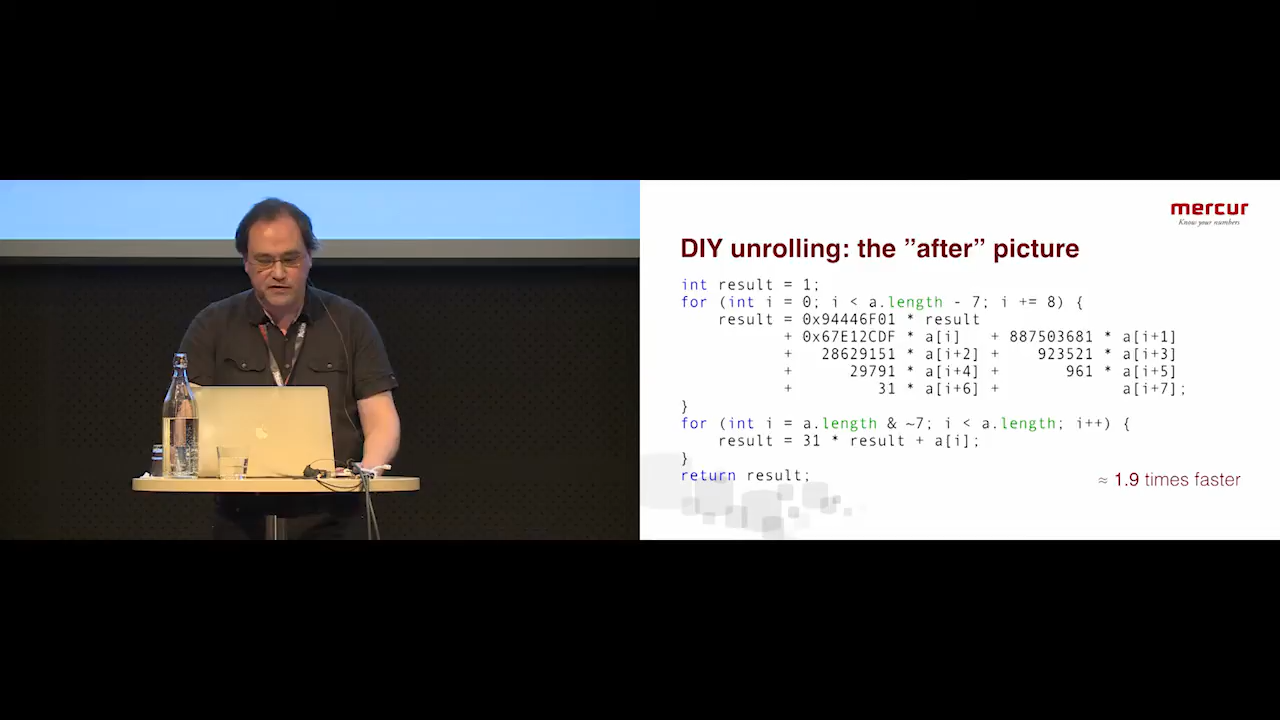 mercur
Know your numbers
DIY unrolling: the ”after” picture
int result = 1;
for (int i = 0; i < a.length - 7; i += 8) {
    result = 0x94446F01 * result
           + 0x67E12CDF * a[i]   + 887503681 * a[i+1]
           +   28629151 * a[i+2] +    923521 * a[i+3]
           +      29791 * a[i+4] +       961 * a[i+5]
           +         31 * a[i+6] +             a[i+7];
}
for (int i = a.length & ~7; i < a.length; i++) {
    result = 31 * result + a[i];
}
return result;
≈ 1.9 times faster